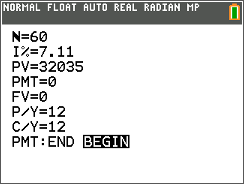 NORMAL FLOAT AUTO REAL RADIAN MP
N=60
I%=7.11
PV=32035
PMT=0
FV=0
P/Y=12
C/Y=12
PMT:END BEGIN